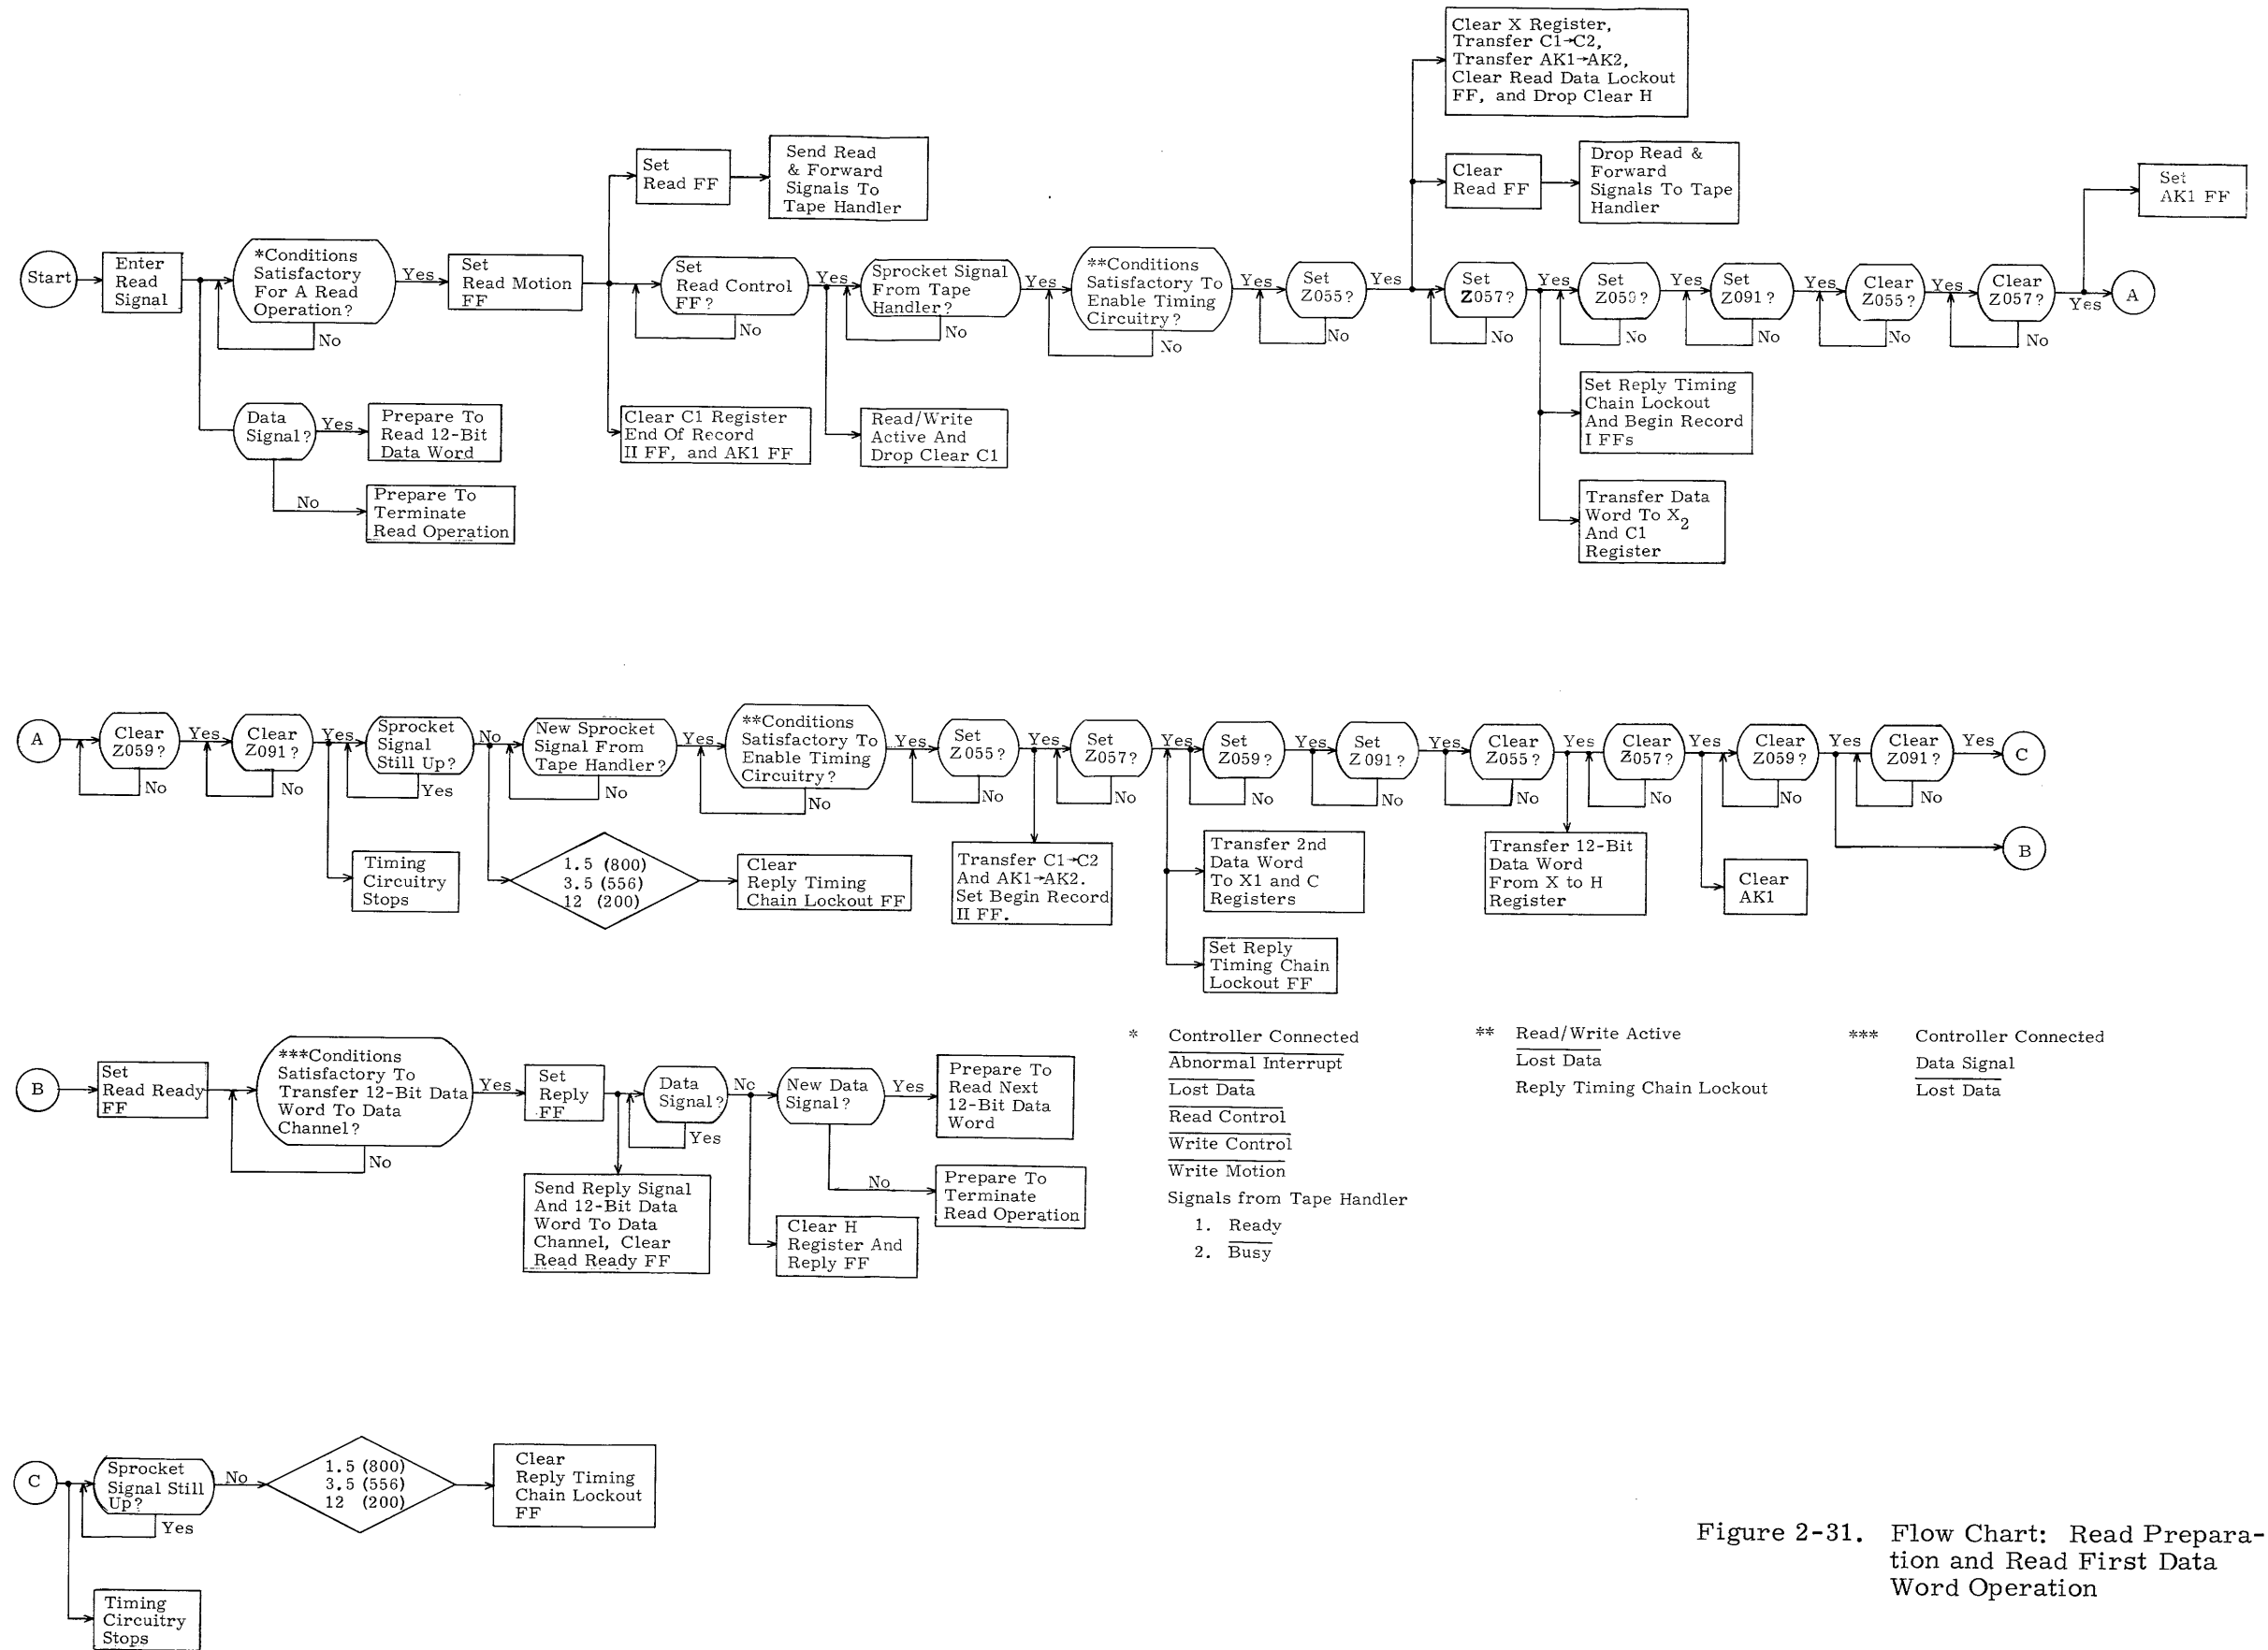 Start
Enter
Read
Signal
*Conditions
Satisfactory
For A Read
Operation?
Yes
No
Data
Signal?
Yes
Prepare To
Read 12-Bit
Data Word
No
Prepare To
Terminate
Read Operation
Set
Read Motion
FF
Set
Read FF
Send Read
& Forward
Signals To
Tape Handler
Set
Read Control
FF?
Yes
No
Clear C1 Register
End Of Record
II FF, and AK1 FF
Sprocket Signal
From Tape
Handler?
Yes
No
Read/Write
Active And
Drop Clear C1
**Conditions
Satisfactory To
Enable Timing
Circuitry?
Yes
No
Set
Z055?
Yes
No
Clear X Register,
Transfer C1→C2,
Transfer AK1→AK2,
Clear Read Data Lockout
FF, and Drop Clear H
Clear
Read FF
Drop Read &
Forward
Signals To Tape
Handler
Set
Z057?
Yes
No
Set Reply Timing
Chain Lockout
And Begin Record
I FFs
Transfer Data
Word To X2
And C1
Register
Set
Z059?
Yes
No
Set
Z091?
Yes
No
Clear
Z055?
Yes
No
Clear
Z057?
Yes
No
Set
AK1 FF
A
A
Clear
Z059?
Yes
No
Clear
Z091?
Yes
No
Timing
Circuitry
Stops
Sprocket
Signal
Still Up?
No
Yes
1.5 (800)
3.5 (556)
12 (200)
Clear
Reply Timing
Chain Lockout FF
New Sprocket
Signal From
Tape Handler?
Yes
No
**Conditions
Satisfactory To
Enable Timing
Circuitry?
Yes
No
Set
Z055?
Yes
No
Transfer C1→C2
And AK1→AK2.
Set Begin Record
II FF.
Set
Z057?
Yes
No
Transfer 2nd
Data Word
To X1 and C
Registers
Set Reply
Timing Chain
Lockout FF
Set
Z059?
Yes
No
Set
Z091?
Yes
No
Clear
Z055?
Yes
No
Transfer 12-Bit
Data Word
From X to H
Register
Clear
Z057?
Yes
No
Clear
AK1
Clear
Z059?
Yes
No
Clear
Z091?
Yes
No
C
B
B
Set
Read Ready
FF
***Conditions
Satisfactory To
Transfer 12-Bit Data
Word To Data
Channel?
Yes
No
Set
Reply
FF
Send Reply Signal
And 12-Bit Data
Word To Data
Channel, Clear
Read Ready FF
Data
Signal?
No
Yes
Clear H
Register And
Reply FF
New Data
Signal?
Yes
Prepare To
Read Next
12-Bit Data
Word
No
Prepare To
Terminate
Read Operation
* Controller Connected
Abnormal Interrupt
Lost Data
Read Control
Write Control
Write Motion
Signals from Tape Handler
1. Ready
2. Busy
** Read/Write Active
Lost Data
Reply Timing Chain Lockout
*** Controller Connected
Data Signal
Lost Data
C
Sprocket
Signal Still
Up?
No
Yes
1.5 (800)
3.5 (556)
12 (200)
Clear
Reply Timing
Chain Lockout
FF
Timing
Circuitry
Stops
Figure 2-31. Flow Chart: Read Prepara-
tion and Read First Data
Word Operation